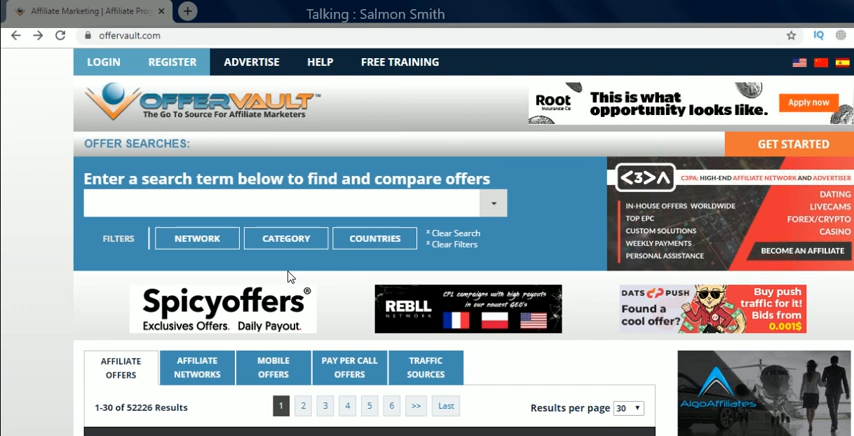 Affiliate Marketing | Affiliate Pro
Talking : Salmon Smith
offervault.com
IQ
LOGIN REGISTER ADVERTISE HELP FREE TRAINING
OFFERVAULT™
The Go To Source For Affiliate Marketers
Root
Insurance Co
This is what
opportunity looks like.
Apply now
OFFER SEARCHES:
GET STARTED
Enter a search term below to find and compare offers
FILTERS NETWORK CATEGORY COUNTRIES
* Clear Search
* Clear Filters
<C3PA>
C3PA: HIGH-END AFFILIATE NETWORK AND ADVERTISER
IN-HOUSE OFFERS WORLDWIDE
TOP EPC
CUSTOM SOLUTIONS
WEEKLY PAYMENTS
PERSONAL ASSISTANCE
DATING
LIVECAMS
FOREX/CRYPTO
CASINO
BECOME AN AFFILIATE
Spicyoffers®
Exclusives Offers. Daily Payout.
REBLL
NETWORK
CPL campaigns with high payouts
in our newest GEO's
DATS PUSH
Found a
cool offer?
Buy push
traffic for it!
Bids from
0.001$
AFFILIATE OFFERS
AFFILIATE NETWORKS
MOBILE OFFERS
PAY PER CALL OFFERS
TRAFFIC SOURCES
1-30 of 52226 Results
1 2 3 4 5 6 >> Last
Results per page 30
AlgoAffiliates